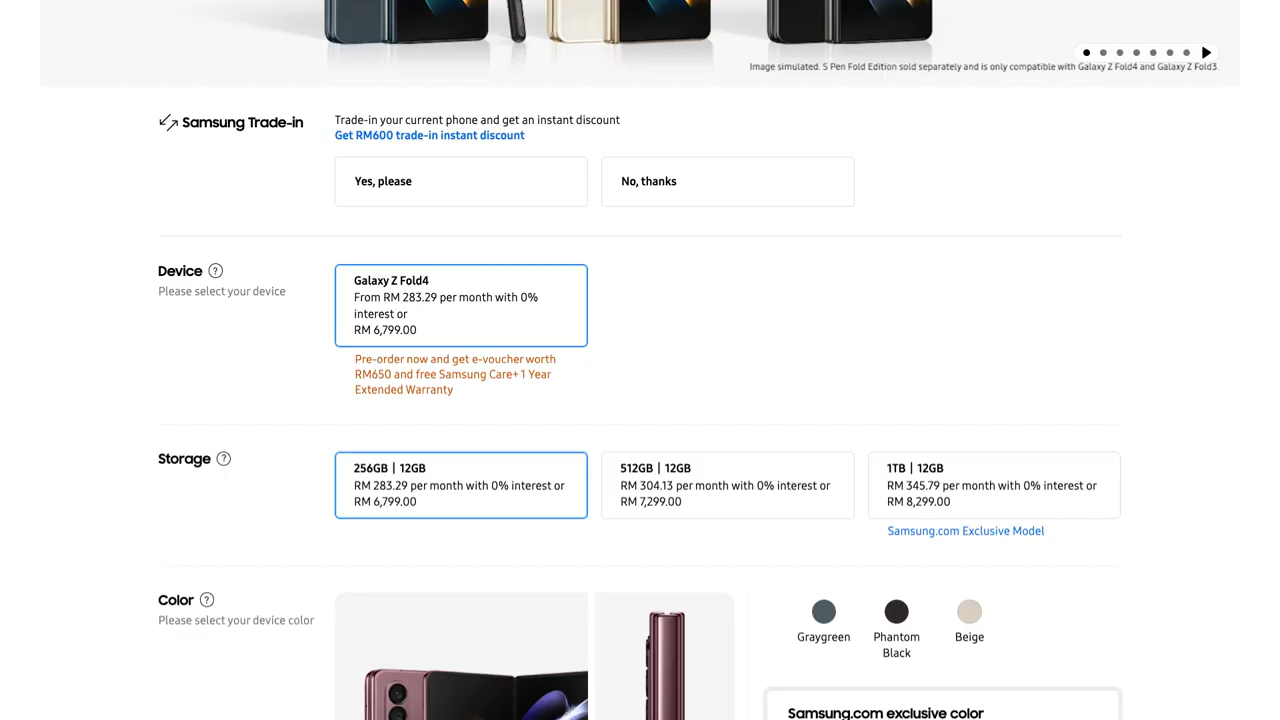 Image simulated. S Pen Fold Edition sold separately and is only compatible with Galaxy Z Fold4 and Galaxy Z Fold3.
Samsung Trade-in
Trade-in your current phone and get an instant discount
Get RM600 trade-in instant discount
Yes, please
No, thanks
Device ?
Please select your device
Galaxy Z Fold4
From RM 283.29 per month with 0%
interest or
RM 6,799.00
Pre-order now and get e-voucher worth
RM650 and free Samsung Care+ 1 Year
Extended Warranty
Storage ?
256GB | 12GB
RM 283.29 per month with 0% interest or
RM 6,799.00
512GB | 12GB
RM 304.13 per month with 0% interest or
RM 7,299.00
1TB | 12GB
RM 345.79 per month with 0% interest or
RM 8,299.00
Samsung.com Exclusive Model
Color ?
Please select your device color
Graygreen
Phantom
Black
Beige
Samsung.com exclusive color